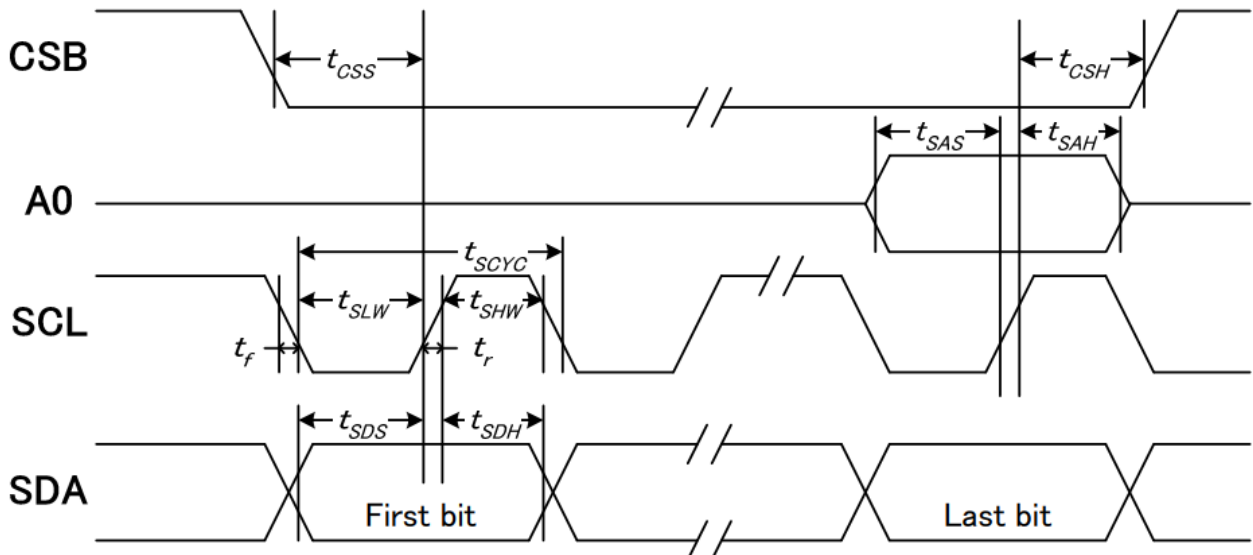 CSB
tCSS
tCSH
tSAS
tSAH
A0
tSCYC
SCL
tSLW
tSHW
tf
tr
SDA
tSDS
tSDH
First bit
Last bit